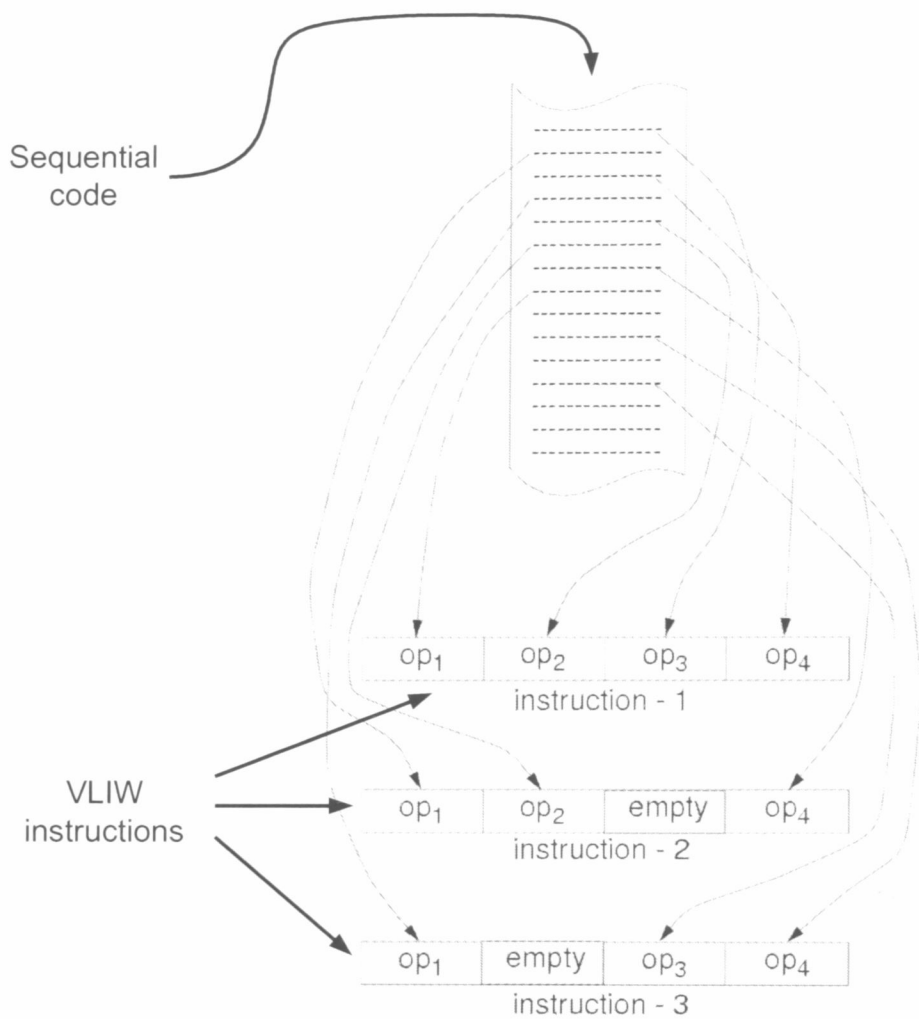 Sequential
code
op₁ op₂ op₃ op₄
instruction - 1
VLIW
instructions
op₁ op₂ empty op₄
instruction - 2
op₁ empty op₃ op₄
instruction - 3